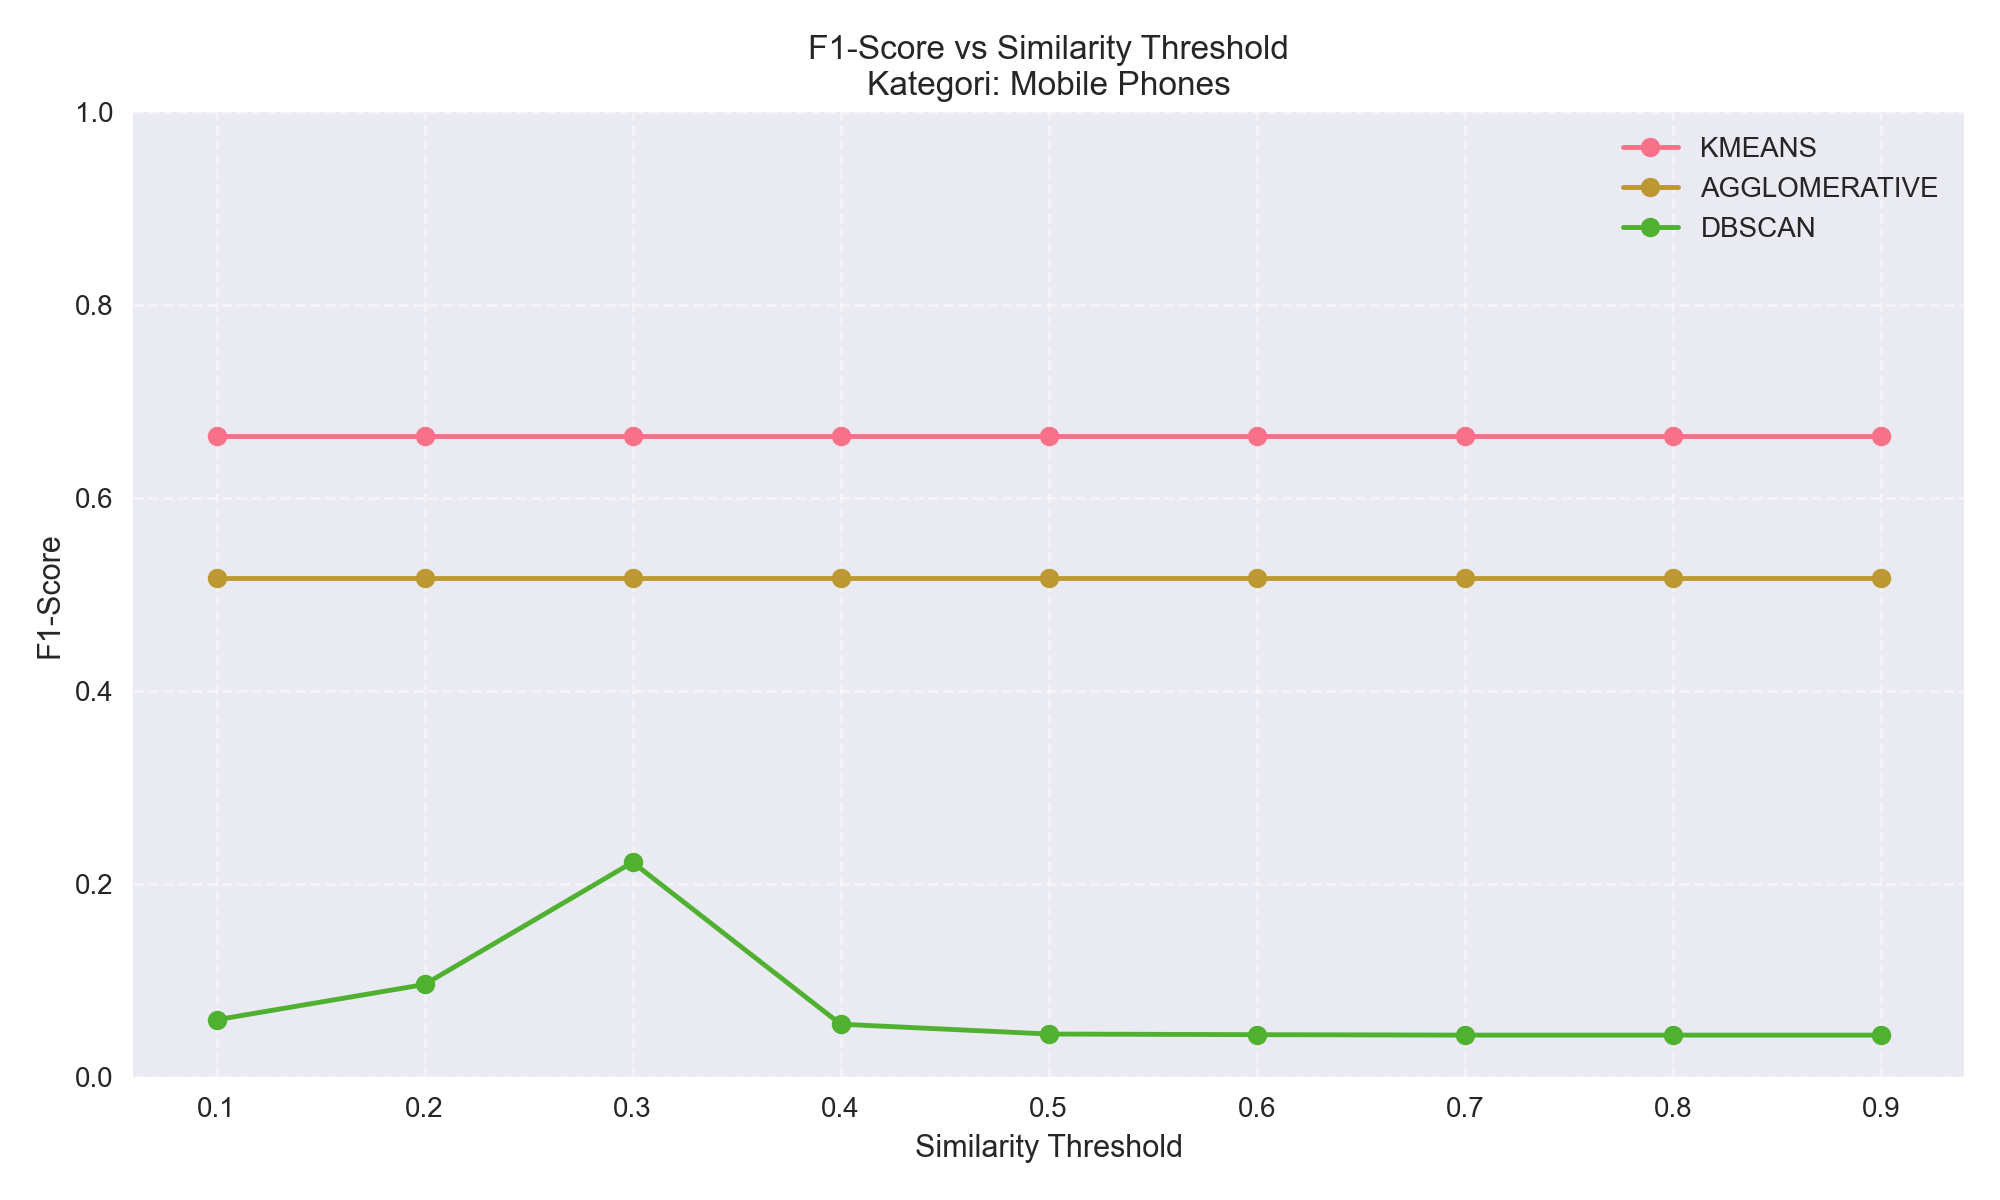 F1-Score vs Similarity Threshold
Kategori: Mobile Phones
1.0
0.8
0.6
0.4
0.2
0.0
F1-Score
KMEANS
AGGLOMERATIVE
DBSCAN
0.1 0.2 0.3 0.4 0.5 0.6 0.7 0.8 0.9
Similarity Threshold